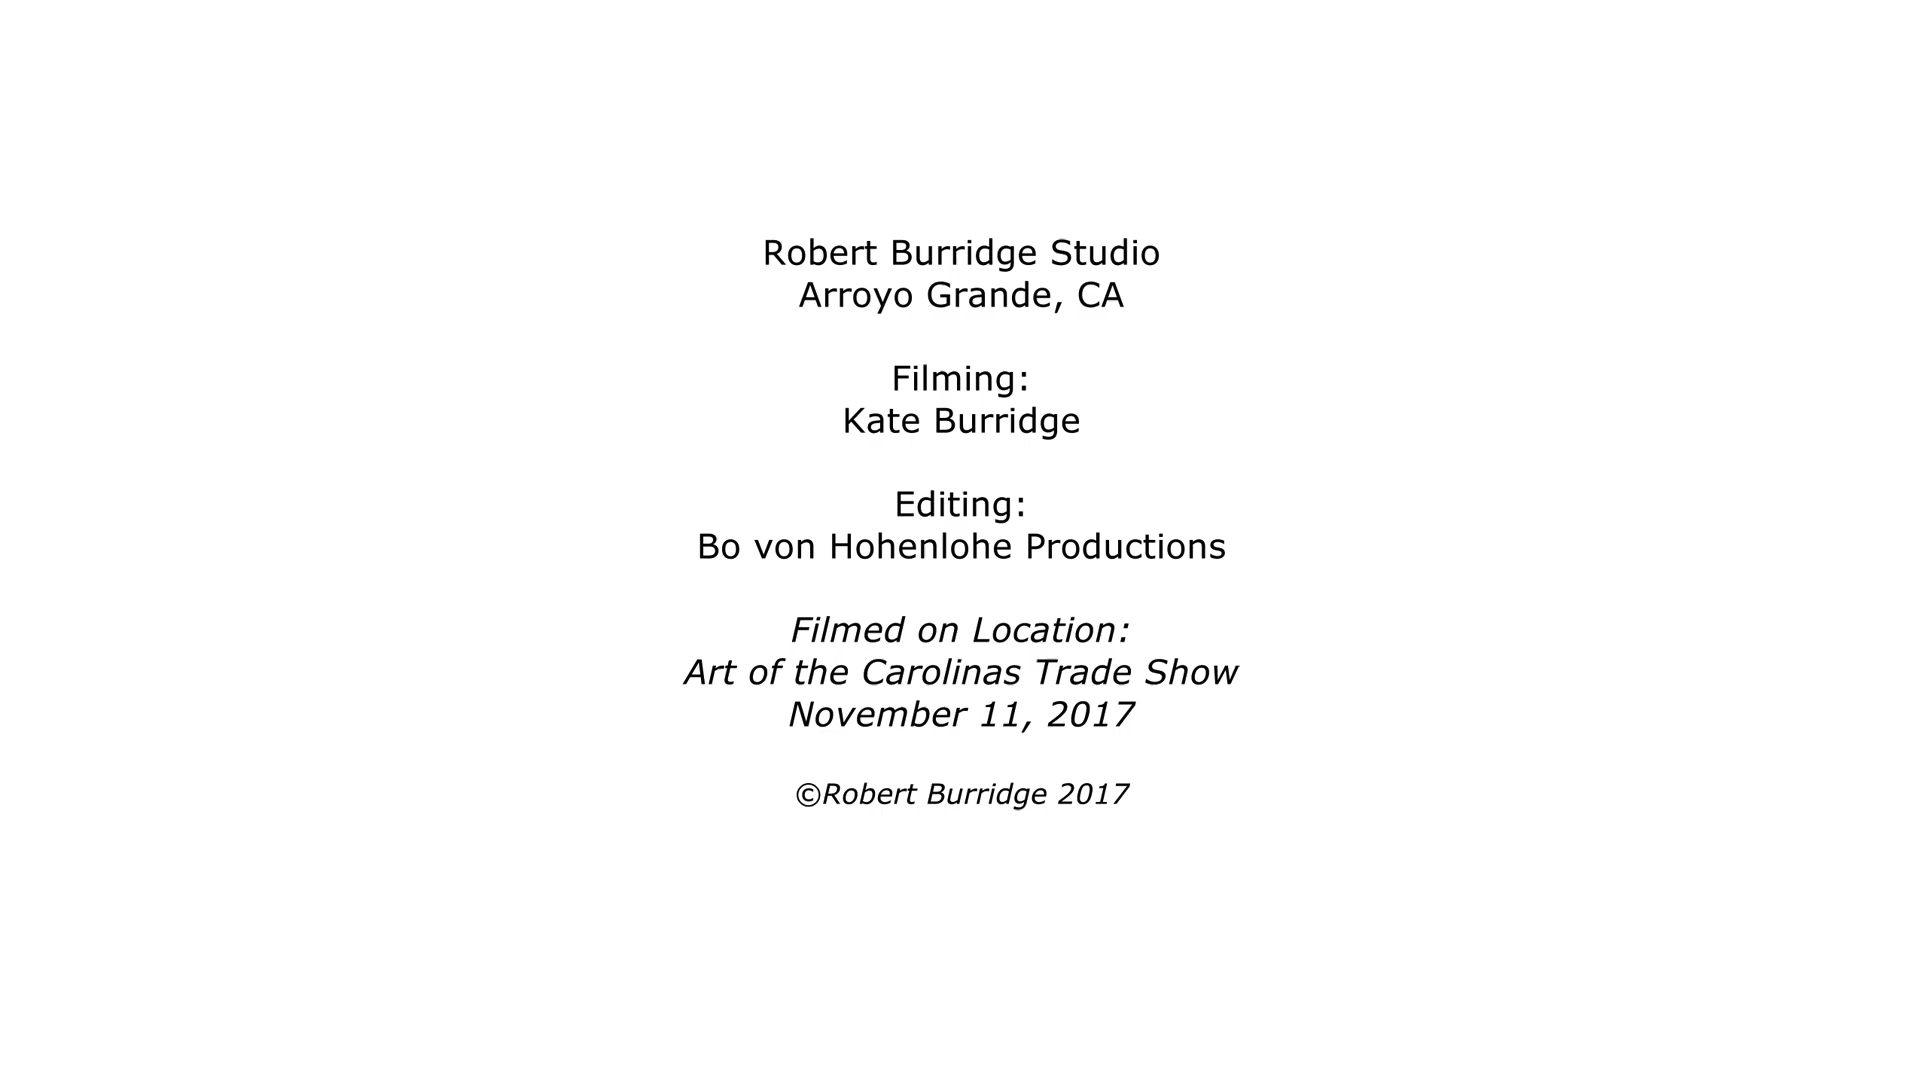 Robert Burridge Studio
Arroyo Grande, CA
Filming:
Kate Burridge
Editing:
Bo von Hohenlohe Productions
Filmed on Location:
Art of the Carolinas Trade Show
November 11, 2017
©Robert Burridge 2017